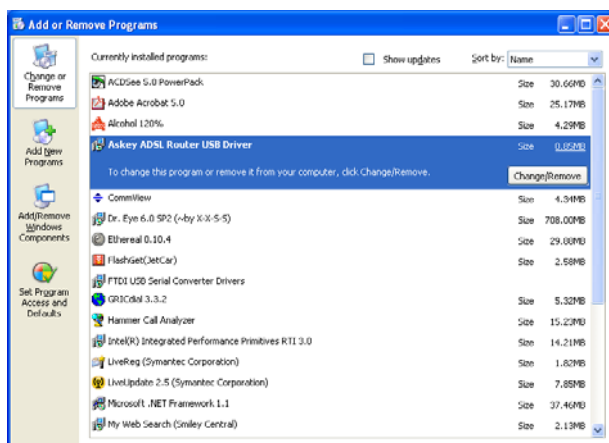 Add or Remove Programs
Change or
Remove
Programs
Add New
Programs
Add/Remove
Windows
Components
Set Program
Access and
Defaults
Currently installed programs: Show updates Sort by: Name
ACDSee 5.0 PowerPack Size 30.66MB
Adobe Acrobat 5.0 Size 25.17MB
Alcohol 120% Size 4.29MB
Askey ADSL Router USB Driver Size 0.85MB
To change this program or remove it from your computer, click Change/Remove. Change/Remove
CommView Size 4.34MB
Dr. Eye 6.0 SP2 (~by X-X-S-S) Size 708.00MB
Ethereal 0.10.4 Size 29.88MB
FlashGet(JetCar) Size 2.58MB
FTDI USB Serial Converter Drivers
GRICdial 3.3.2 Size 5.32MB
Hammer Call Analyzer Size 15.23MB
Intel(R) Integrated Performance Primitives RTI 3.0 Size 14.21MB
LiveReg (Symantec Corporation) Size 1.82MB
LiveUpdate 2.5 (Symantec Corporation) Size 7.85MB
Microsoft .NET Framework 1.1 Size 37.46MB
My Web Search (Smiley Central) Size 2.13MB